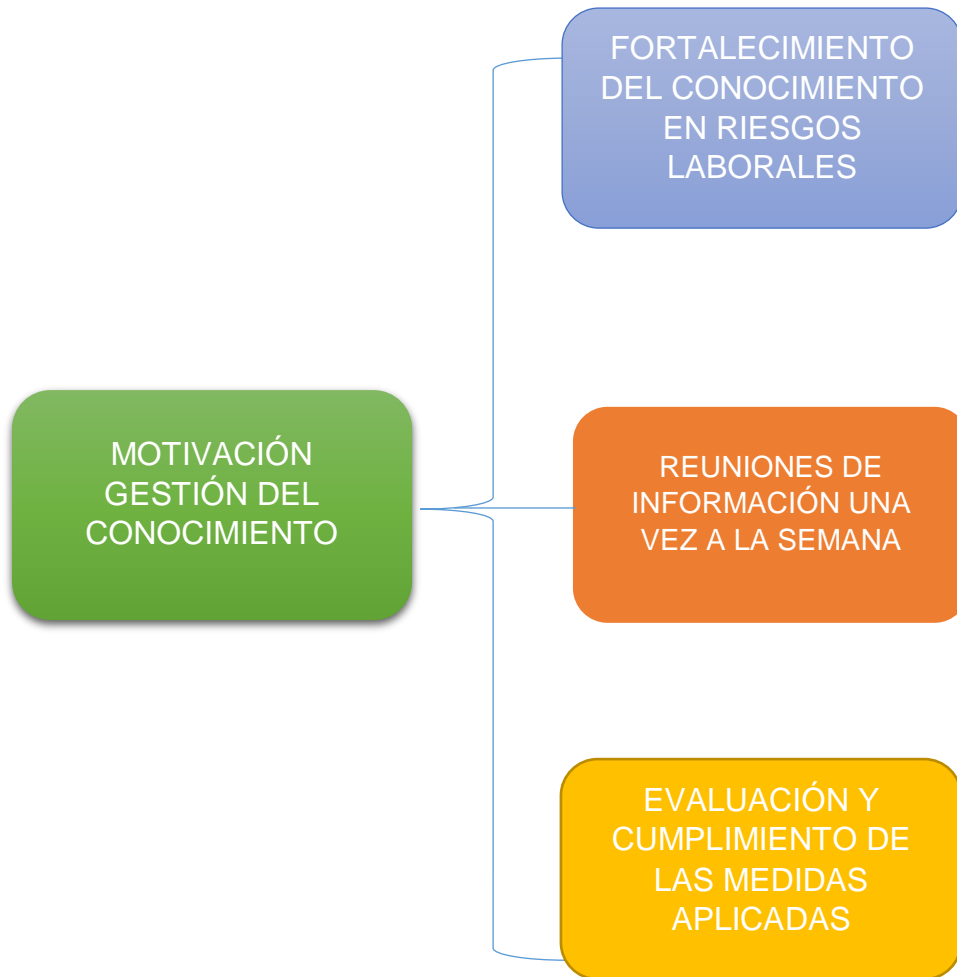 FORTALECIMIENTO
DEL CONOCIMIENTO
EN RIESGOS
LABORALES
MOTIVACIÓN
GESTIÓN DEL
CONOCIMIENTO
REUNIONES DE
INFORMACIÓN UNA
VEZ A LA SEMANA
EVALUACIÓN Y
CUMPLIMIENTO DE
LAS MEDIDAS
APLICADAS